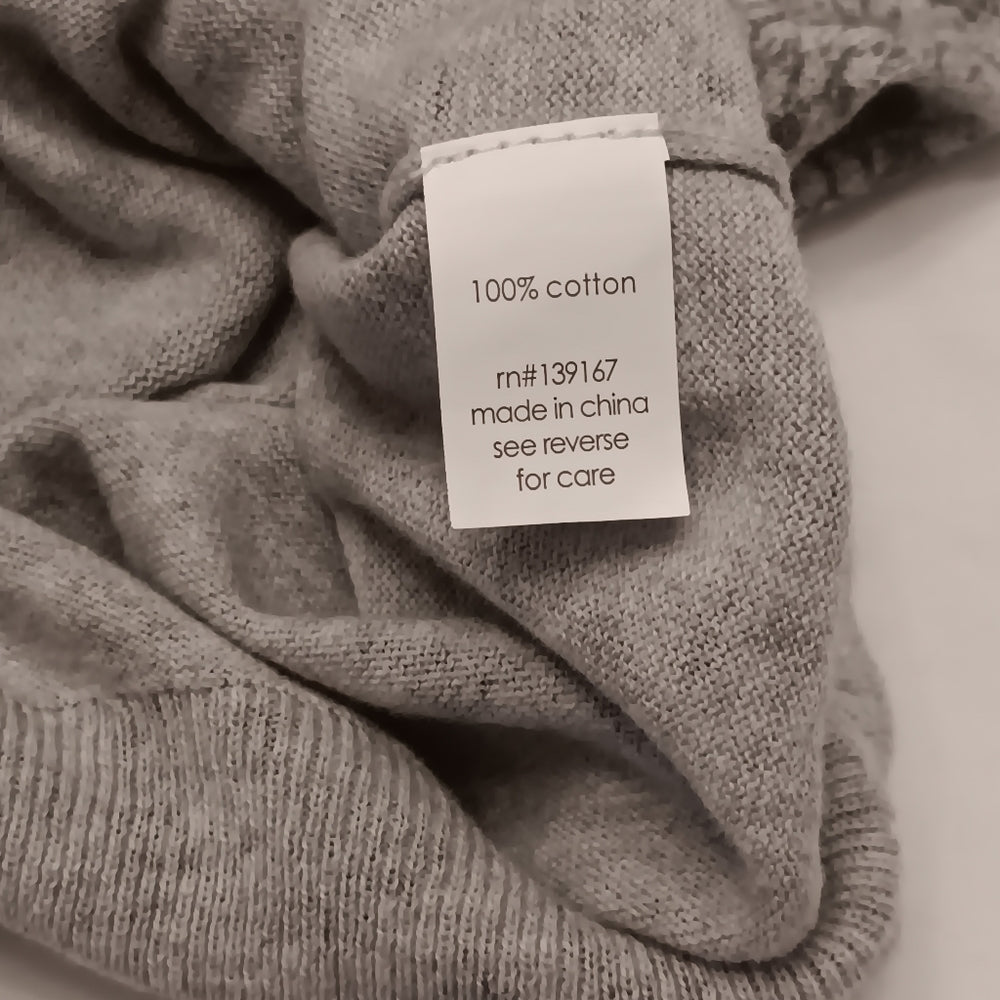 100% cotton
rn#139167
made in china
see reverse
for care